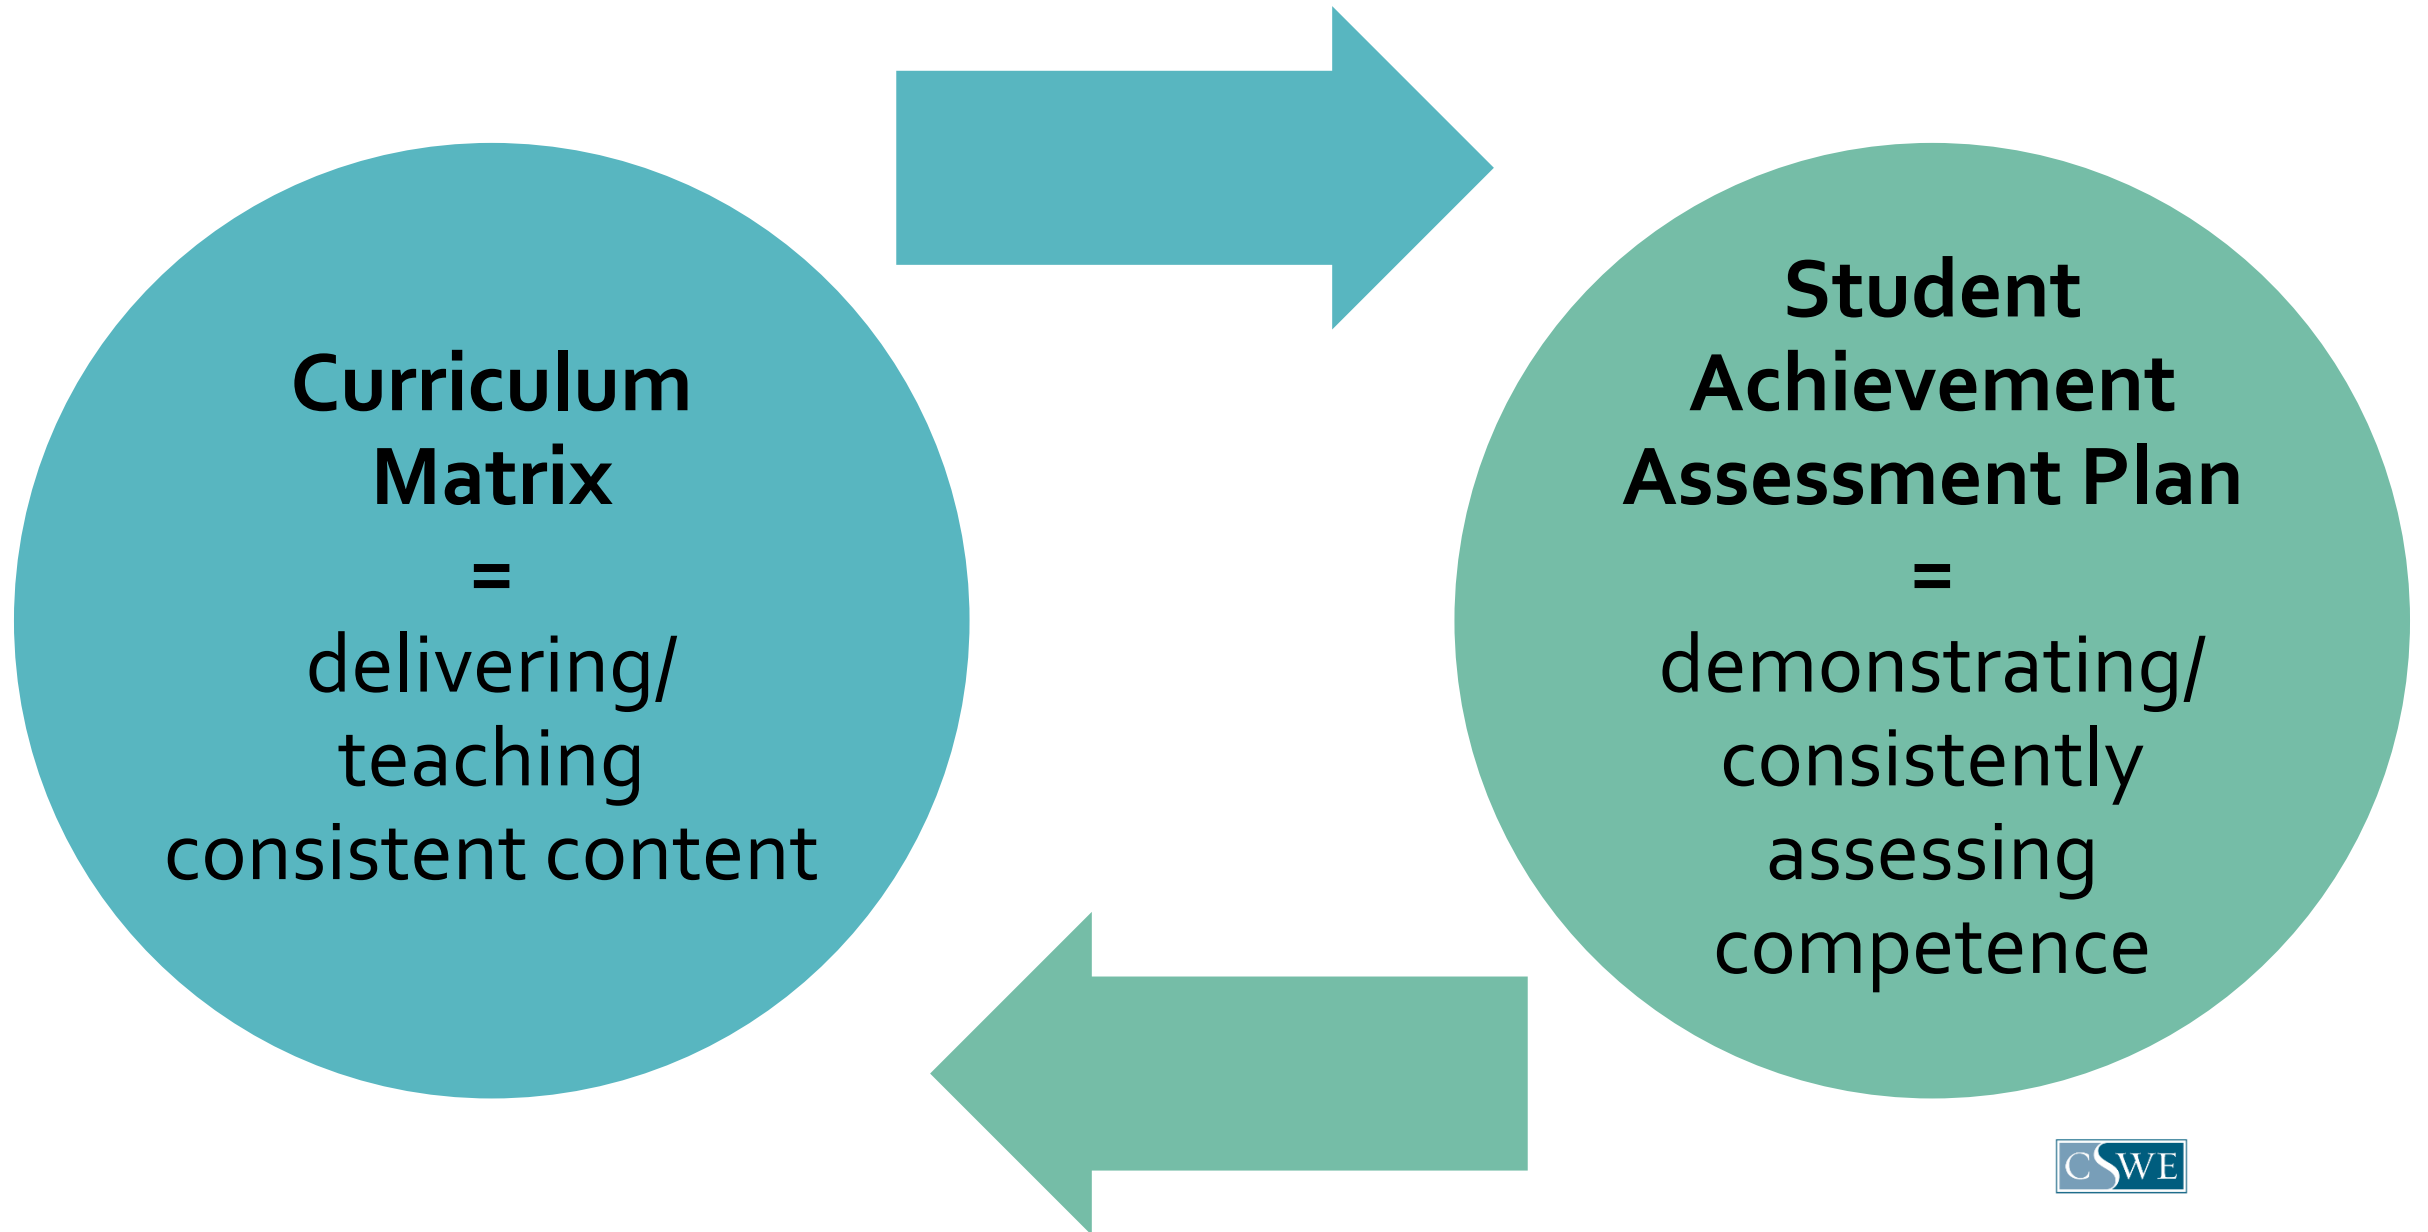 Curriculum
Matrix
=
delivering/
teaching
consistent content
Student
Achievement
Assessment Plan
=
demonstrating/
consistently
assessing
competence
CSWE